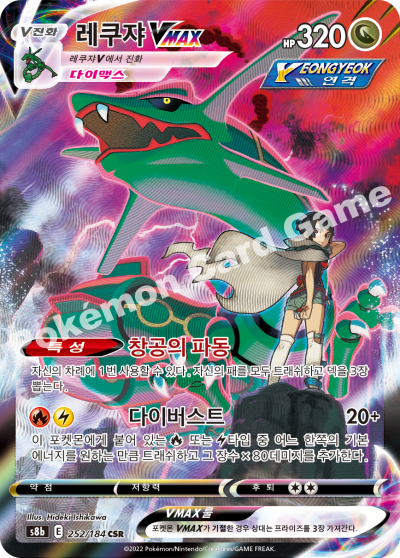 V진화
레쿠쟈 VMAX
HP 320
레쿠쟈V에서 진화
다이맥스
YEONGYEOK
연격
Pokémon Card Game
특성 창공의 파동
자신의 차례에 1번 사용할 수 있다. 자신의 패를 모두 트래쉬하고 덱을 3장
뽑는다.
다이버스트 20+
이 포켓몬에게 붙어 있는 또는 타입 중 어느 한쪽의 기본
에너지를 원하는 만큼 트래쉬하고 그 장수×80데미지를 추가한다.
약점 저항력 후퇴
Illus. Hideki Ishikawa
s8b E 252/184 CSR
VMAX룰
포켓몬 VMAX가 기절한 경우 상대는 프라이즈를 3장 가져간다.
©2022 Pokémon/Nintendo/Creatures/GAME FREAK.